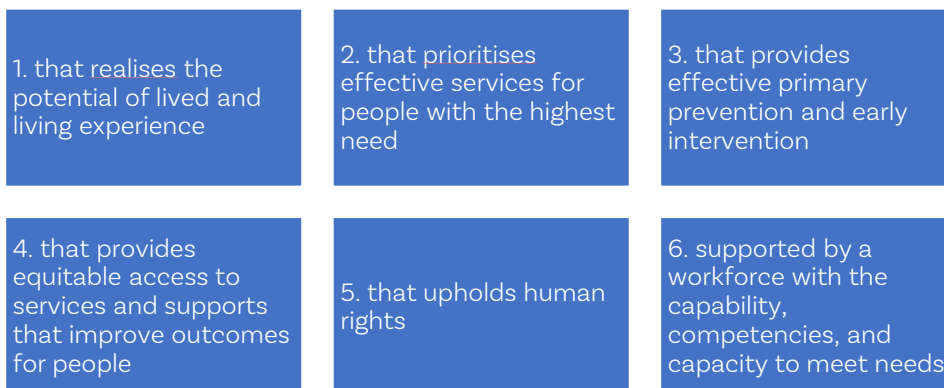 1. that realises the
potential of lived and
living experience
2. that prioritises
effective services for
people with the highest
need
3. that provides
effective primary
prevention and early
intervention
4. that provides
equitable access to
services and supports
that improve outcomes
for people
5. that upholds human
rights
6. supported by a
workforce with the
capability,
competencies, and
capacity to meet needs